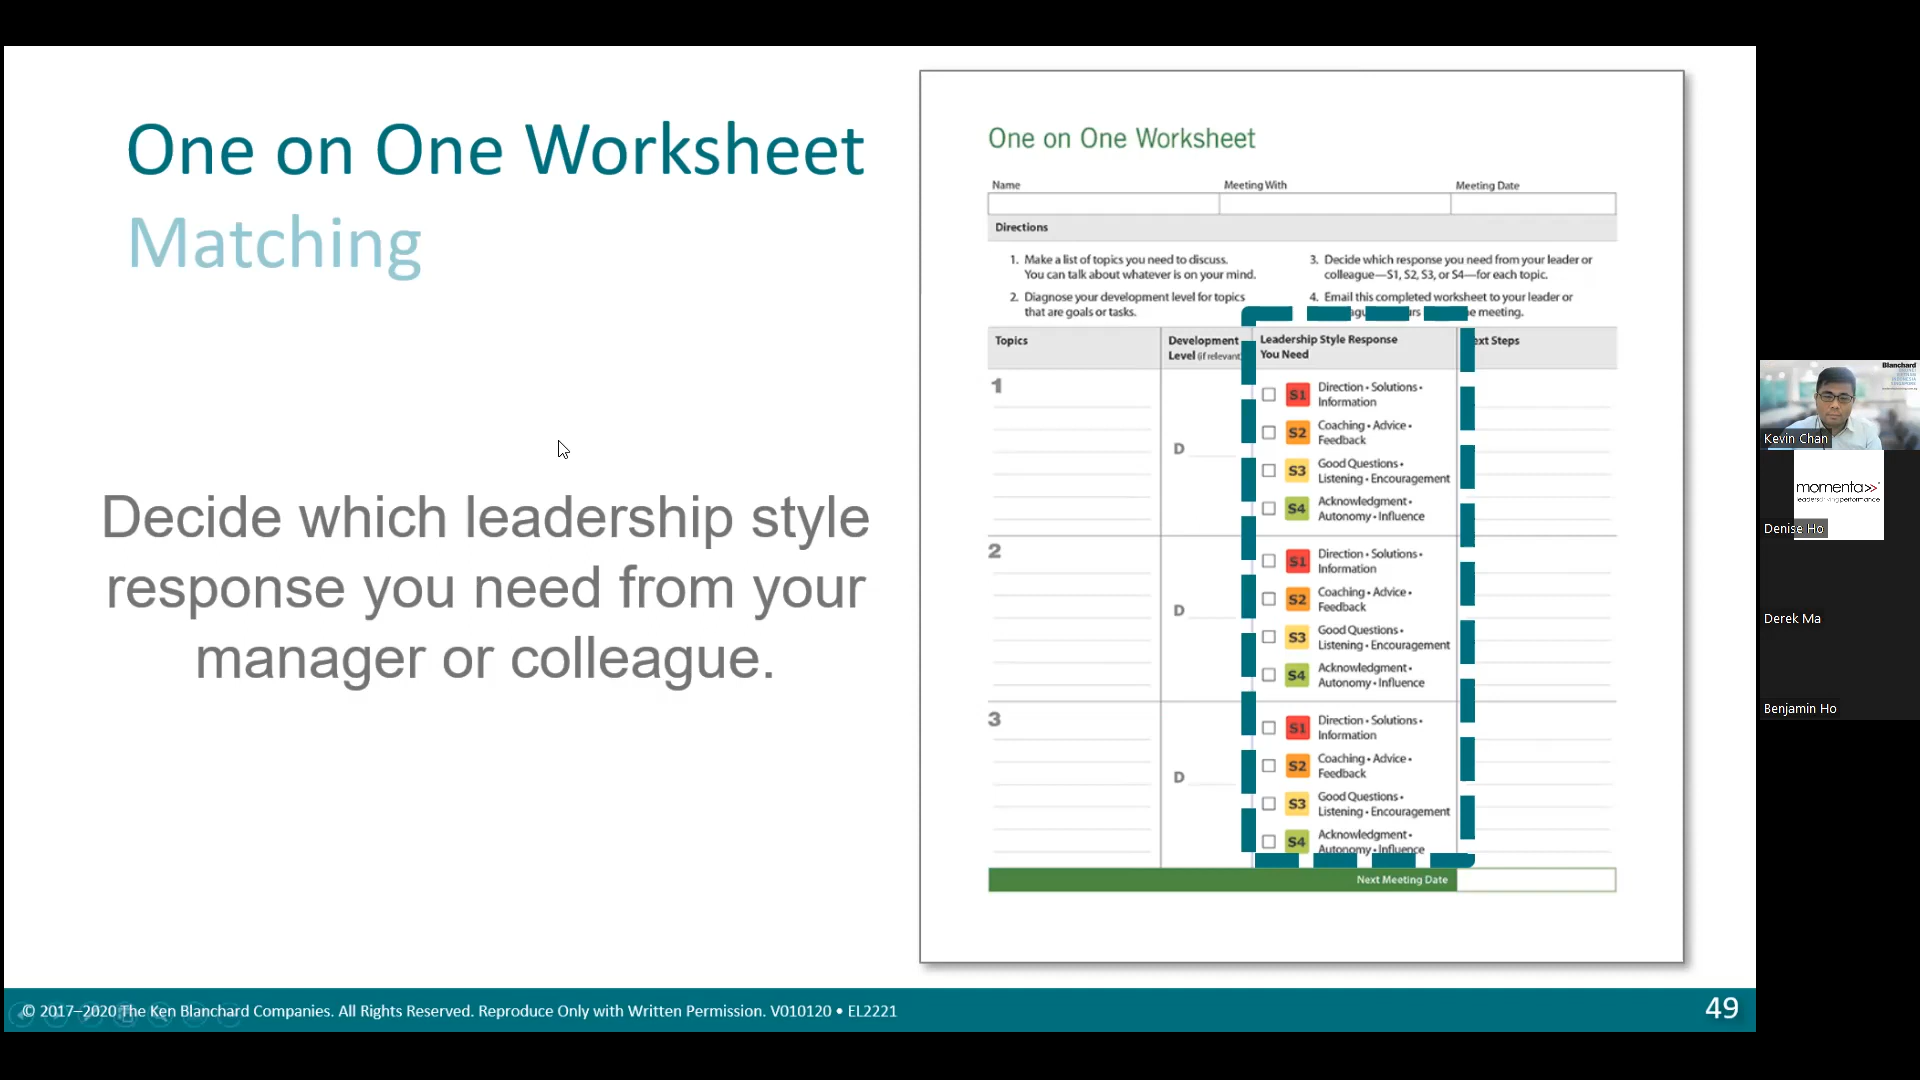 One on One Worksheet
Matching
Decide which leadership style
response you need from your
manager or colleague.
One on One Worksheet
Name Meeting With Meeting Date
Directions
1. Make a list of topics you need to discuss.
You can talk about whatever is on your mind.
2. Diagnose your development level for topics
that are goals or tasks.
3. Decide which response you need from your leader or
colleague—S1, S2, S3, or S4—for each topic.
4. Email this completed worksheet to your leader or
meeting.
Topics
Development
Level (if relevant)
Leadership Style Response
You Need
Steps
1
D
S1 Direction • Solutions •
Information
S2 Coaching • Advice •
Feedback
S3 Good Questions •
Listening • Encouragement
S4 Acknowledgment •
Autonomy • Influence
2
D
S1 Direction • Solutions •
Information
S2 Coaching • Advice •
Feedback
S3 Good Questions •
Listening • Encouragement
S4 Acknowledgment •
Autonomy • Influence
3
D
S1 Direction • Solutions •
Information
S2 Coaching • Advice •
Feedback
S3 Good Questions •
Listening • Encouragement
S4 Acknowledgment •
Autonomy • Influence
Next Meeting Date
© 2017–2020 The Ken Blanchard Companies. All Rights Reserved. Reproduce Only with Written Permission. V010120 • EL2221
49
Blanchard
Kevin Chan
momenta>>
leaders driving performance
Denise Ho
Derek Ma
Benjamin Ho